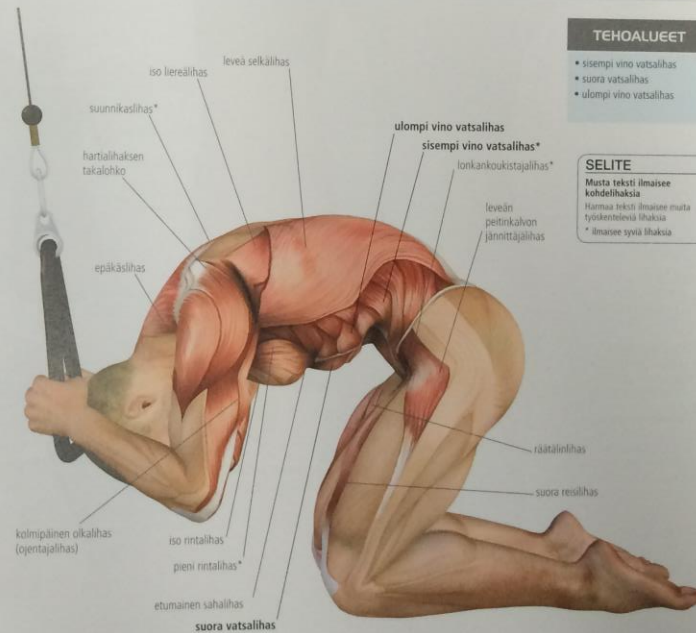 TEHOALUEET
• sisempi vino vatsalihas
• suora vatsalihas
• ulompi vino vatsalihas
SELITE
Musta teksti ilmaisee
kohdelihaksia
Harmaa teksti ilmaisee muita
työskenteleviä lihaksia
* ilmaisee syviä lihaksia
leveä selkälihas
iso liereälihas
suunnikaslihas*
hartialihaksen
takalohko
epäkäslihas
ulompi vino vatsalihas
sisempi vino vatsalihas*
lonkankoukistajalihas*
leveän
peitinkalvon
jännittäjälihas
räätälinlihas
suora reisilihas
kolmipäinen olkalihas
(ojentajalihas)
iso rintalihas
pieni rintalihas*
etumainen sahalihas
suora vatsalihas